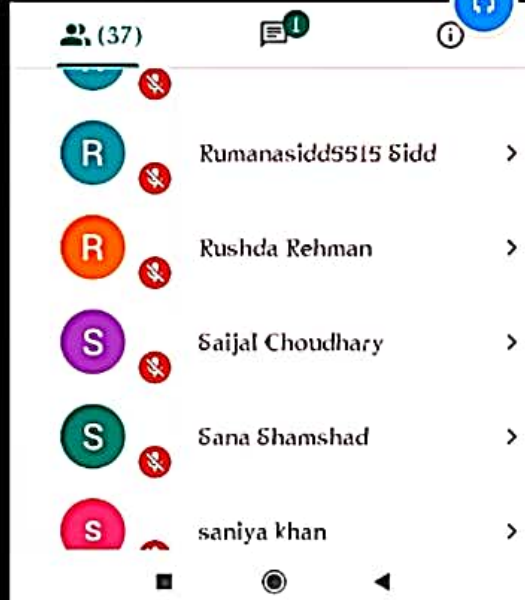 (37)
1
R Rumanasidd5515 Sidd
R Rushda Rehman
S Saijal Choudhary
S Sana Shamshad
s saniya khan